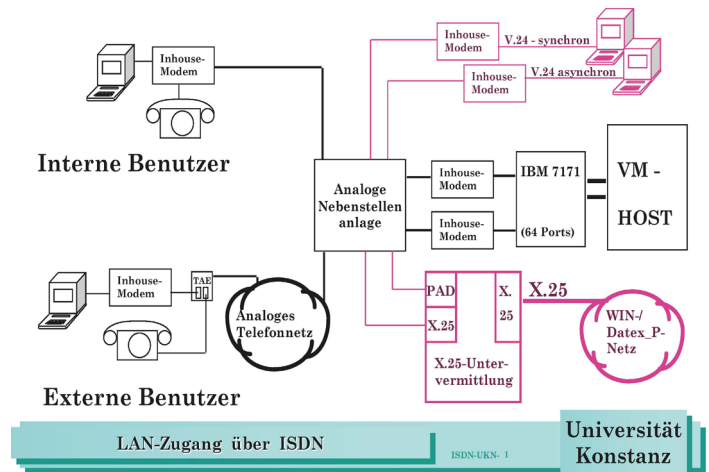 Inhouse-
Modem
V.24 - synchron
Inhouse-
Modem
V.24 asynchron
Inhouse-
Modem
Interne Benutzer
Analoge
Nebenstellen
anlage
Inhouse-
Modem
Inhouse-
Modem
IBM 7171
(64 Ports)
VM -
HOST
Inhouse-
Modem
TAE
Analoges
Telefonnetz
Externe Benutzer
PAD
X.25
X.
25
X.25-Unter-
vermittlung
X.25
WIN-/
Datex_P-
Netz
LAN-Zugang über ISDN
ISDN-UKN- 1
Universität
Konstanz